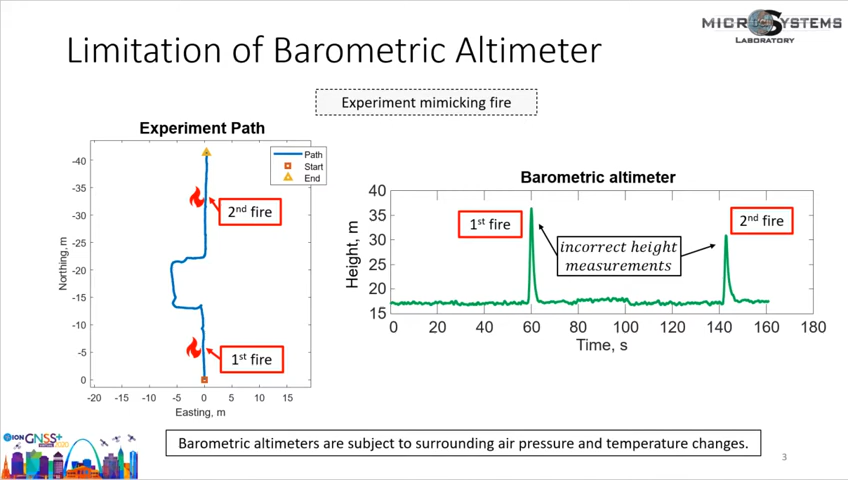 MICROSYSTEMS
LABORATORY
Limitation of Barometric Altimeter
Experiment mimicking fire
Experiment Path
Path
Start
End
-40
-35
-30
-25
-20
-15
-10
-5
0
Northing, m
2nd fire
1st fire
-20
-15
-10
-5
0
5
10
15
Easting, m
Barometric altimeter
40
35
30
25
20
15
Height, m
1st fire
incorrect height
measurements
2nd fire
0
20
40
60
80
100
120
140
160
180
Time, s
ION GNSS+
VIRTUAL 2020
Barometric altimeters are subject to surrounding air pressure and temperature changes.
3